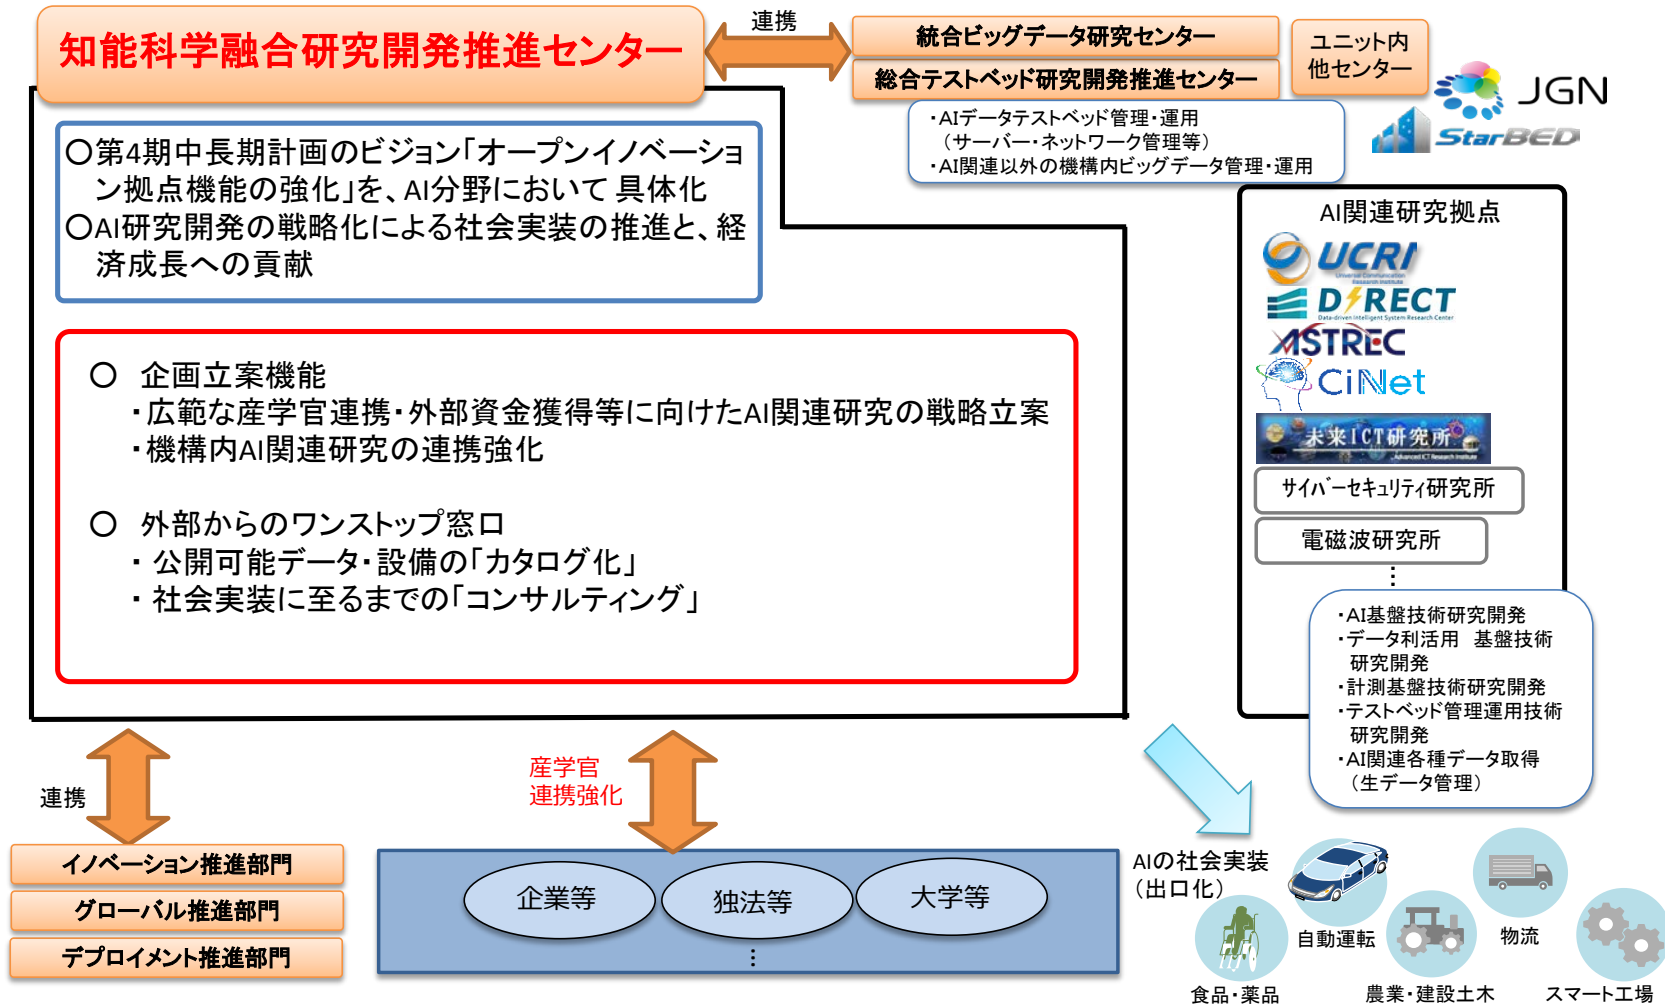 知能科学融合研究開発推進センター
連携
統合ビッグデータ研究センター
総合テストベッド研究開発推進センター
ユニット内
他センター
JGN
StarBED
・AIデータテストベッド管理・運用
（サーバー・ネットワーク管理等）
・AI関連以外の機構内ビッグデータ管理・運用
〇第4期中長期計画のビジョン「オープンイノベーショ
ン拠点機能の強化」を、AI分野において 具体化
〇AI研究開発の戦略化による社会実装の推進と、経
済成長への貢献
〇 企画立案機能
・広範な産学官連携・外部資金獲得等に向けたAI関連研究の戦略立案
・機構内AI関連研究の連携強化
〇 外部からのワンストップ窓口
・ 公開可能データ・設備の「カタログ化」
・ 社会実装に至るまでの「コンサルティング」
AI関連研究拠点
UCRI
Universal Communication
Research Institute
DIRECT
Data-driven Intelligent System Research Center
ASTREC
CiNet
未来ICT研究所
Advanced ICT Research Institute
サイバーセキュリティ研究所
電磁波研究所
⋮
・AI基盤技術研究開発
・データ利活用 基盤技術
研究開発
・計測基盤技術研究開発
・テストベッド管理運用技術
研究開発
・AI関連各種データ取得
（生データ管理）
連携
産学官
連携強化
イノベーション推進部門
グローバル推進部門
デプロイメント推進部門
企業等
独法等
大学等
⋮
AIの社会実装
（出口化）
自動運転
物流
食品・薬品
農業・建設土木
スマート工場